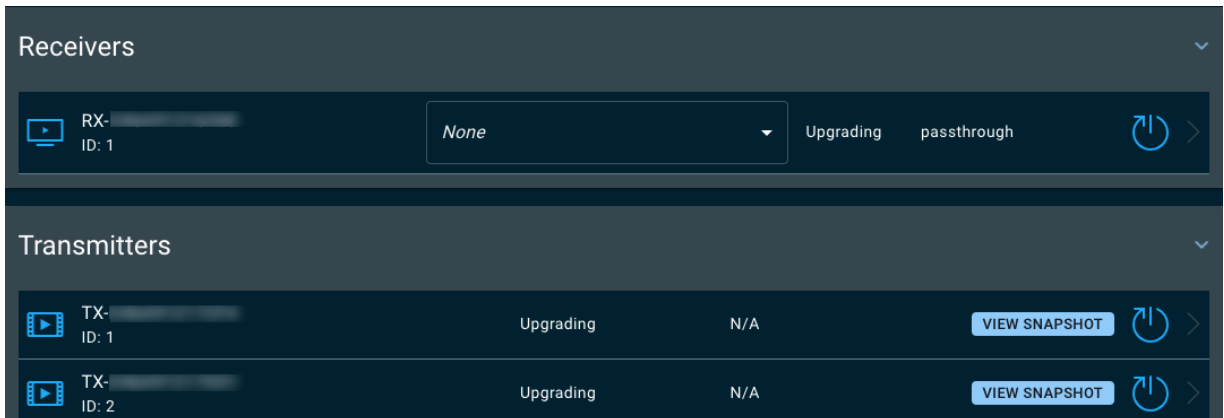 Receivers
RX-
ID: 1
None
Upgrading
passthrough
Transmitters
TX-
ID: 1
Upgrading
N/A
VIEW SNAPSHOT
TX-
ID: 2
Upgrading
N/A
VIEW SNAPSHOT